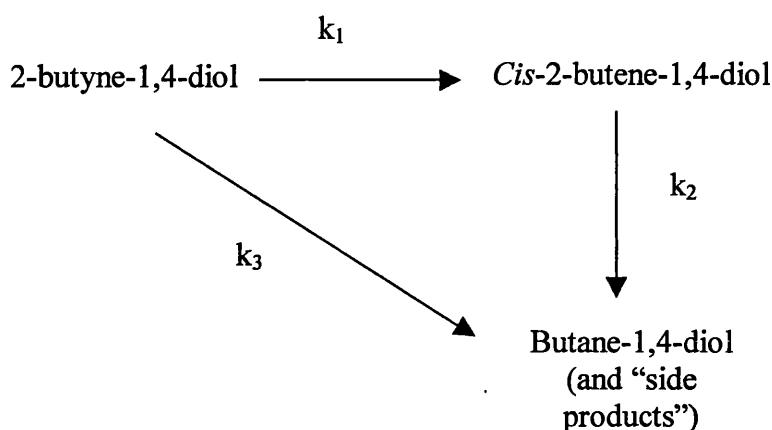 k₁
2-butyne-1,4-diol
Cis-2-butene-1,4-diol
k₂
k₃
Butane-1,4-diol
(and “side
products”)